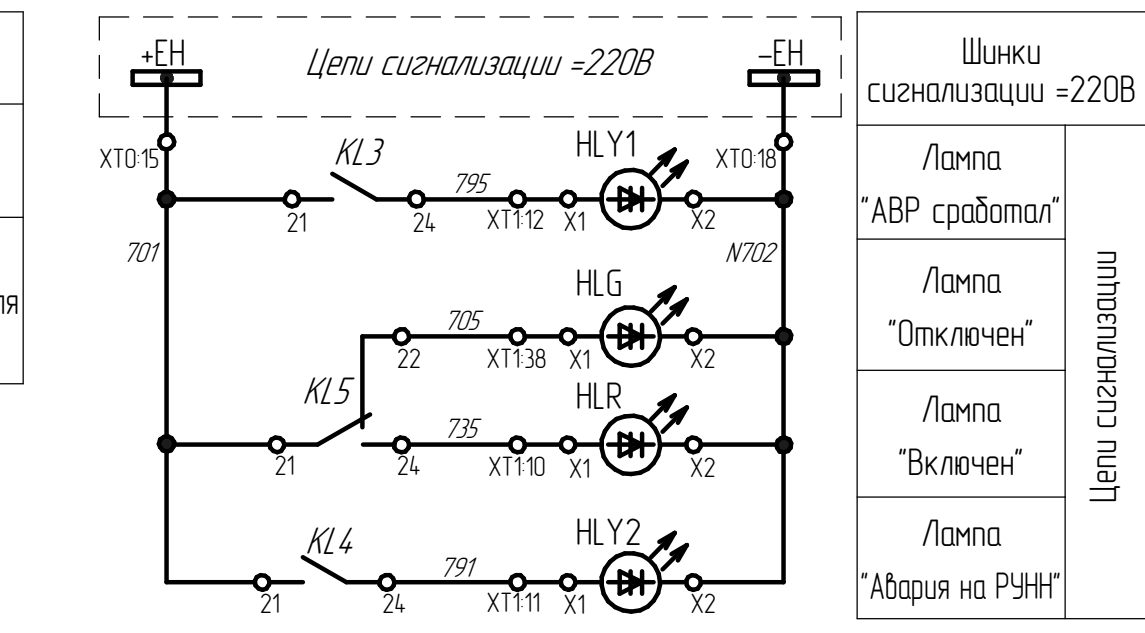 +EH
Цепи сигнализации =220В
−EH
Шинки
сигнализации =220В
XT0:15
KL3
HLY1
XT0:18
795
21
24
XT1:12
X1
X2
Лампа
"АВР сработал"
701
N702
HLG
705
22
XT1:38
X1
X2
Лампа
"Отключен"
ля
KL5
HLR
735
21
24
XT1:10
X1
X2
Лампа
"Включен"
Цепи сигнализации
KL4
HLY2
791
21
24
XT1:11
X1
X2
Лампа
"Авария на РУНН"